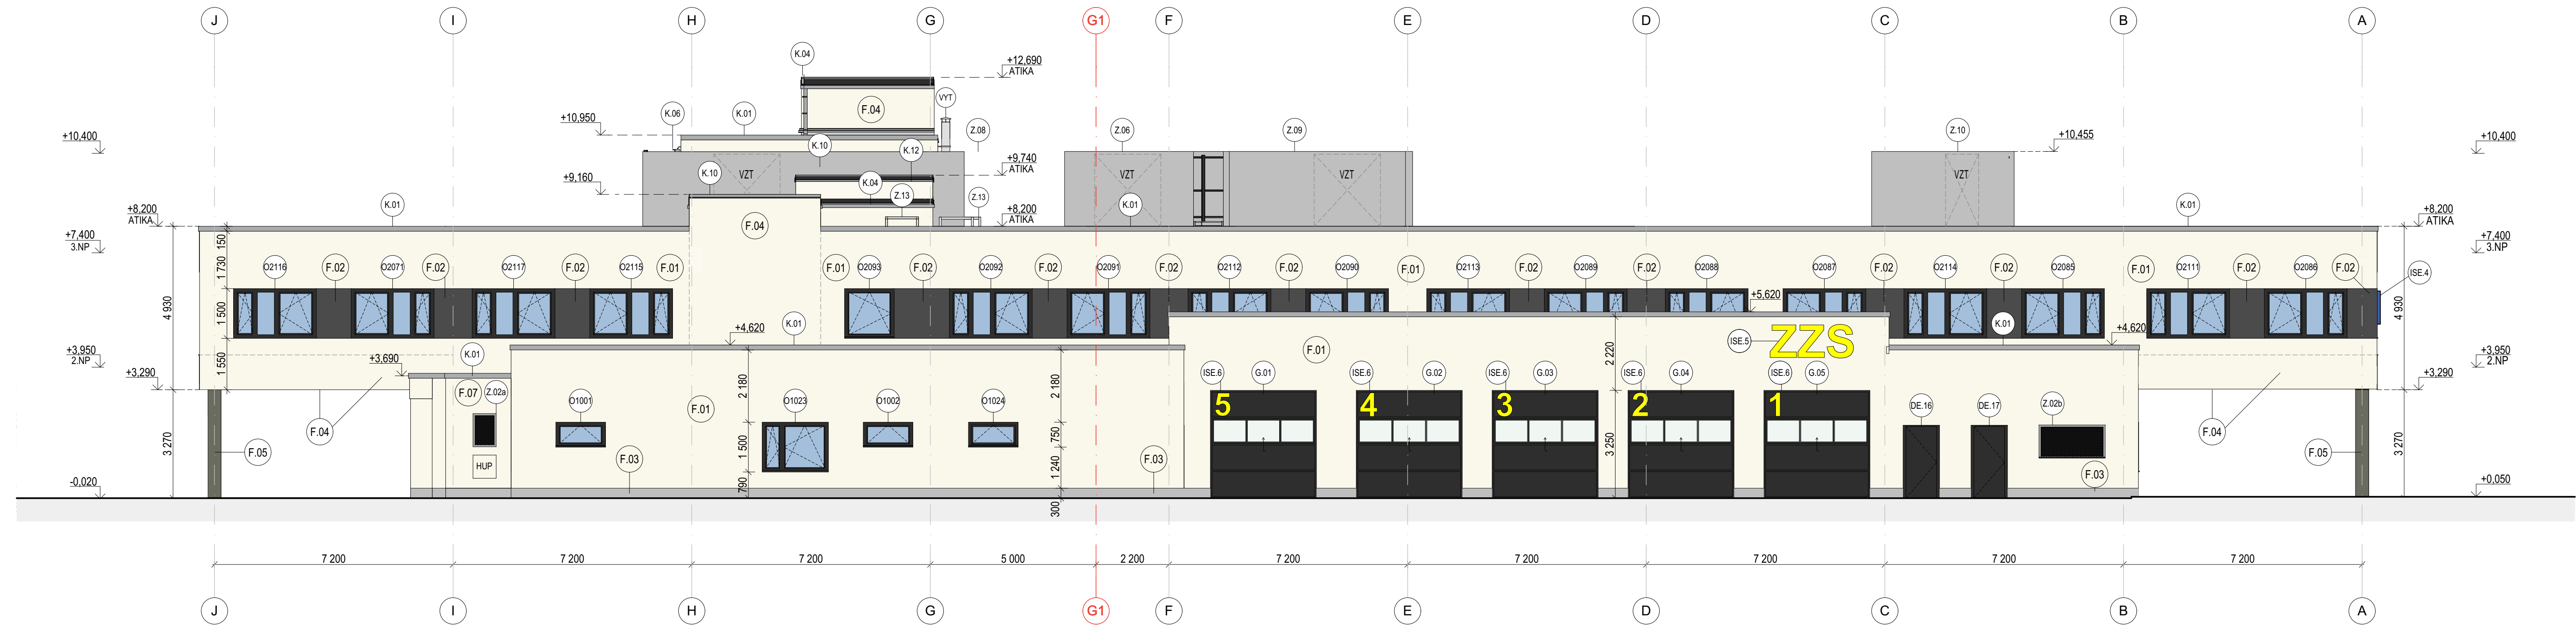 J I H G G1 F E D C B A
K.04
+12,690
ATIKA
VYT
F.04
K.06 K.01
+10,950
Z.08 Z.06 Z.09 Z.10
+10,455
+10,400 +10,400
K.10 K.12
+9,740
ATIKA
K.10 VZT VZT VZT VZT
+9,160
K.04
Z.13 Z.13
K.01 K.01 K.01
+8,200
ATIKA
+8,200
ATIKA
+8,200
ATIKA
F.04
+7,400
3.NP
+7,400
3.NP
150
1 730
1 500
1 550
4 930
4 930
O2116 F.02 O2071 F.02 O2117 F.02 O2115 F.01 F.01 O2093 F.02 O2092 F.02 O2091 F.02 O2112 F.02 O2090 F.01 O2113 F.02 O2089 F.02 O2088 O2087 F.02 O2114 F.02 O2085 F.01 O2111 F.02 O2086 F.02 ISE.4
+5,620
K.01 K.01
+4,620 +4,620
ISE.5 ZZS
F.01
+3,950
2.NP
+3,950
2.NP
+3,690
K.01
+3,290 +3,290
2 180 2 180 2 220
F.07 Z.02a
ISE.6 G.01 ISE.6 G.02 ISE.6 G.03 ISE.6 G.04 ISE.6 G.05
O1001 F.01 O1023 O1002 O1024
5 4 3 2 1
DE.16 DE.17 Z.02b
F.04 F.04
F.05 F.05
HUP
F.03 F.03 F.03
3 270 3 270
1 500
790
750
1 240
300
3 250
-0,020 +0,050
7 200 7 200 7 200 5 000 2 200 7 200 7 200 7 200 7 200 7 200
J I H G G1 F E D C B A